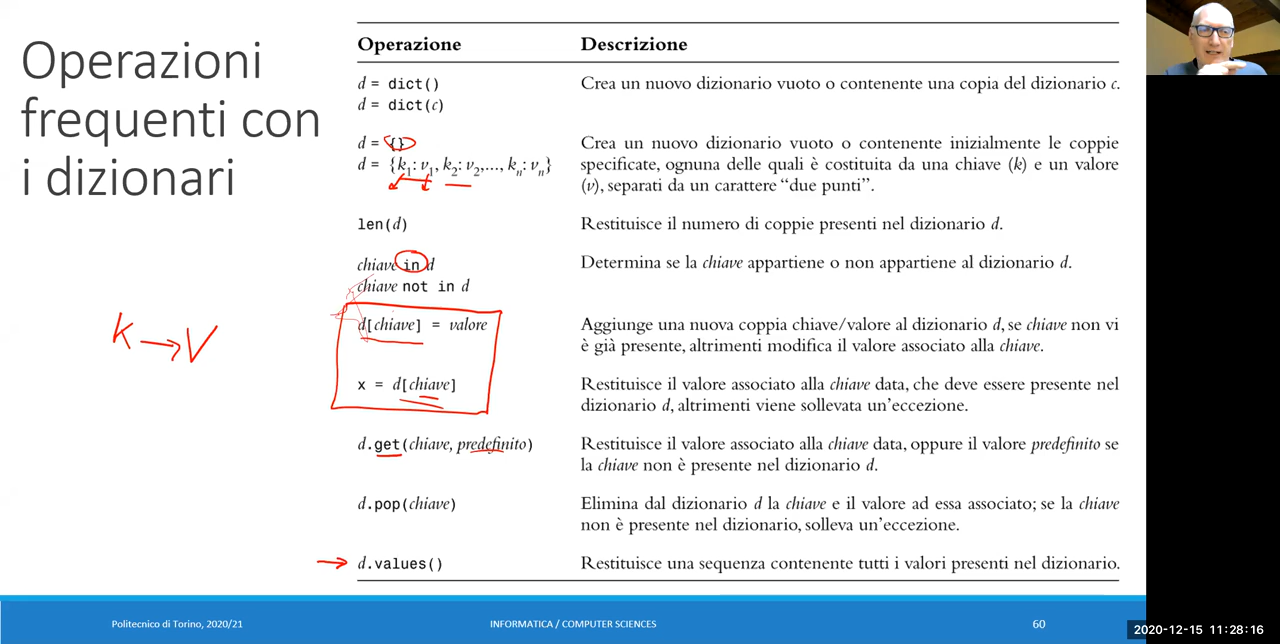 Operazioni
frequenti con
i dizionari
Operazione Descrizione
d = dict() Crea un nuovo dizionario vuoto o contenente una copia del dizionario c.
d = dict(c)
d = {} Crea un nuovo dizionario vuoto o contenente inizialmente le coppie
d = {k1: v1, k2: v2,..., kn: vn} specificate, ognuna delle quali è costituita da una chiave (k) e un valore
(v), separati da un carattere “due punti”.
len(d) Restituisce il numero di coppie presenti nel dizionario d.
chiave in d Determina se la chiave appartiene o non appartiene al dizionario d.
chiave not in d
d[chiave] = valore Aggiunge una nuova coppia chiave/valore al dizionario d, se chiave non vi
è già presente, altrimenti modifica il valore associato alla chiave.
k → V
x = d[chiave] Restituisce il valore associato alla chiave data, che deve essere presente nel
dizionario d, altrimenti viene sollevata un’eccezione.
d.get(chiave, predefinito) Restituisce il valore associato alla chiave data, oppure il valore predefinito se
la chiave non è presente nel dizionario d.
d.pop(chiave) Elimina dal dizionario d la chiave e il valore ad essa associato; se la chiave
non è presente nel dizionario, solleva un’eccezione.
d.values() Restituisce una sequenza contenente tutti i valori presenti nel dizionario.
Politecnico di Torino, 2020/21 INFORMATICA / COMPUTER SCIENCES 60
2020-12-15 11:28:16